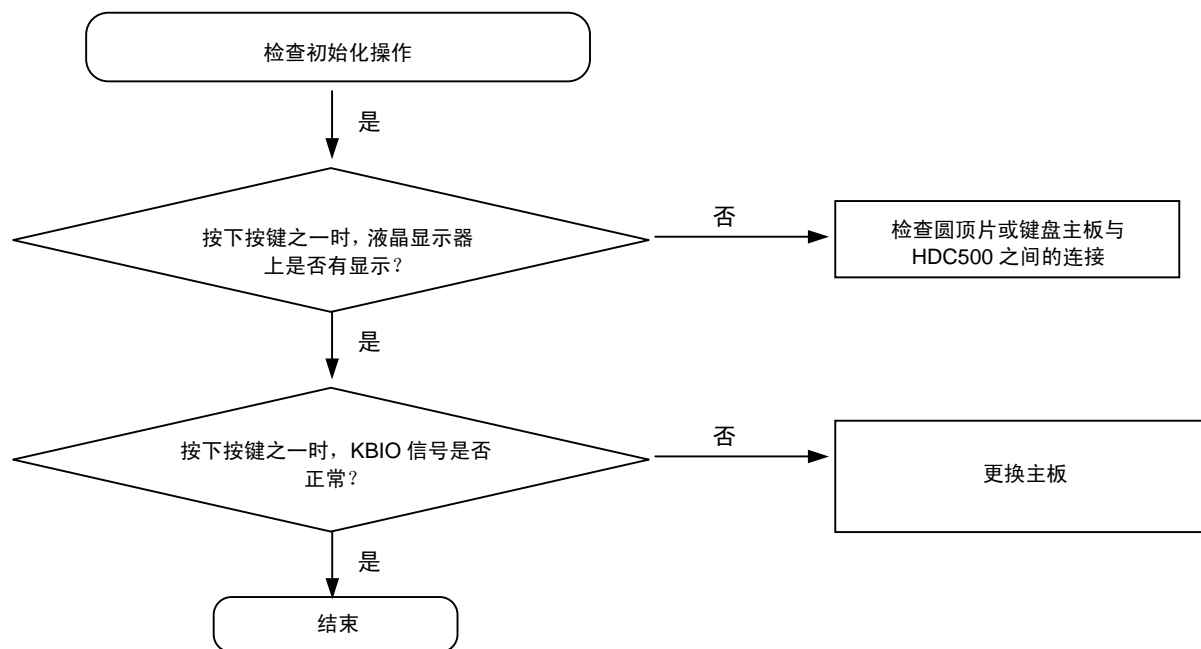 检查初始化操作
是
按下按键之一时，液晶显示器
上是否有显示？
否
检查圆顶片或键盘主板与
HDC500 之间的连接
是
按下按键之一时，KBIO 信号是否
正常？
否
更换主板
是
结束